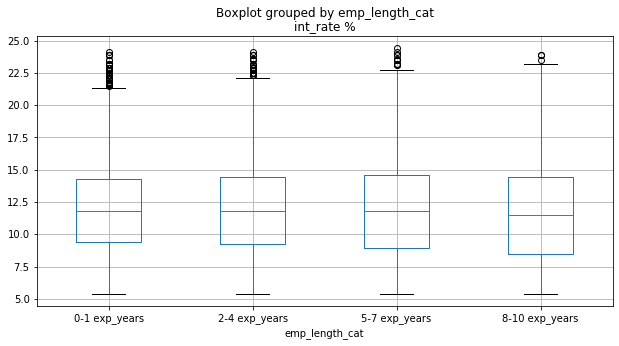 Boxplot grouped by emp_length_cat
int_rate %
25.0
22.5
20.0
17.5
15.0
12.5
10.0
7.5
5.0
0-1 exp_years
2-4 exp_years
5-7 exp_years
8-10 exp_years
emp_length_cat